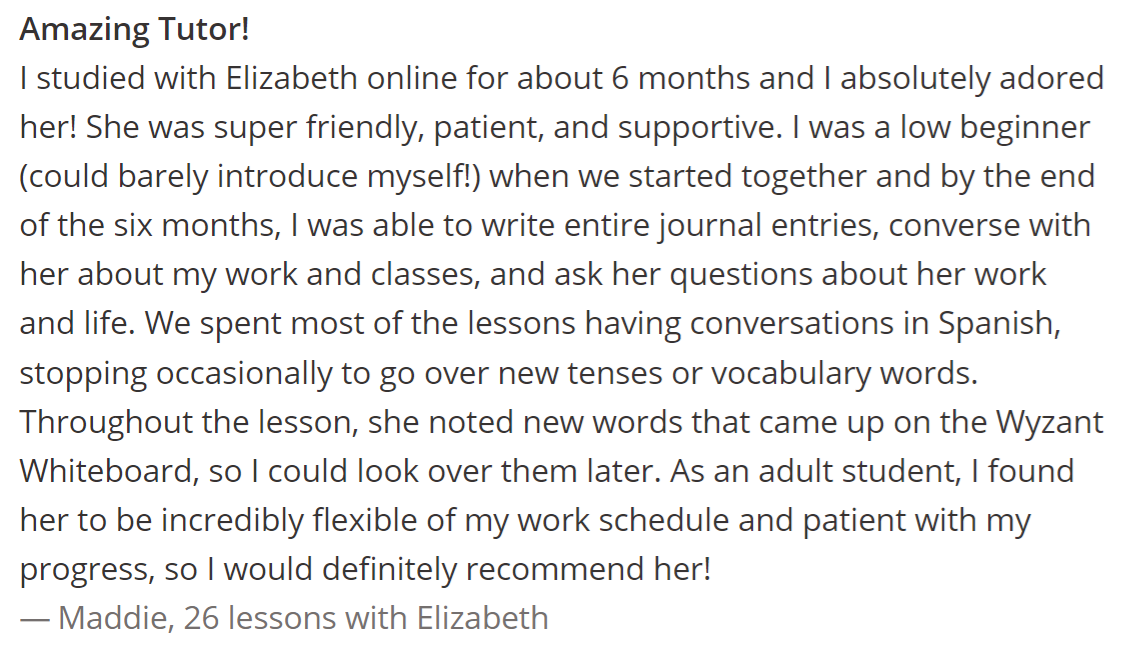 Amazing Tutor!
I studied with Elizabeth online for about 6 months and I absolutely adored
her! She was super friendly, patient, and supportive. I was a low beginner
(could barely introduce myself!) when we started together and by the end
of the six months, I was able to write entire journal entries, converse with
her about my work and classes, and ask her questions about her work
and life. We spent most of the lessons having conversations in Spanish,
stopping occasionally to go over new tenses or vocabulary words.
Throughout the lesson, she noted new words that came up on the Wyzant
Whiteboard, so I could look over them later. As an adult student, I found
her to be incredibly flexible of my work schedule and patient with my
progress, so I would definitely recommend her!
— Maddie, 26 lessons with Elizabeth